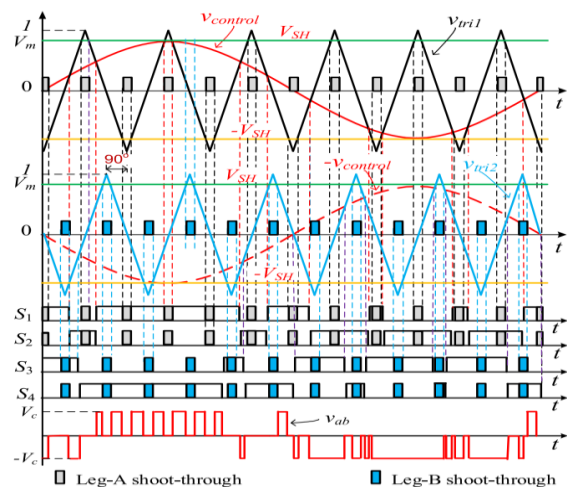 1
V_m
v_control
V_SH
v_tri1
0
t
-V_SH
1
90°
V_m
V_SH
-v_control
v_tri2
0
t
-V_SH
S_1
t
S_2
t
S_3
t
S_4
t
V_c
v_ab
t
-V_c
Leg-A shoot-through
Leg-B shoot-through